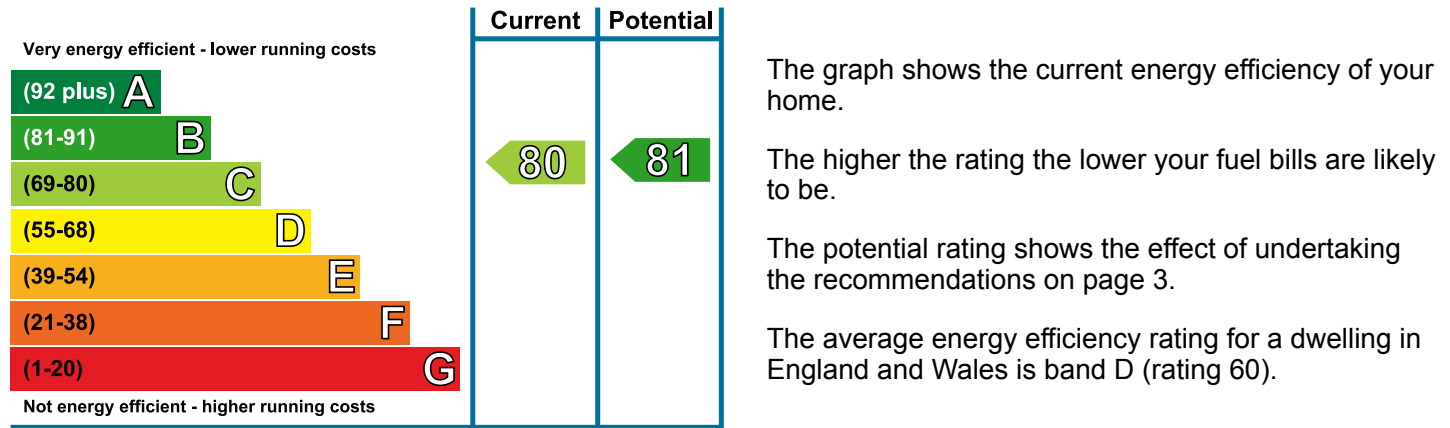 Current Potential
Very energy efficient - lower running costs
(92 plus) A
(81-91) B
(69-80) C
(55-68) D
(39-54) E
(21-38) F
(1-20) G
Not energy efficient - higher running costs
80 81
The graph shows the current energy efficiency of your
home.
The higher the rating the lower your fuel bills are likely
to be.
The potential rating shows the effect of undertaking
the recommendations on page 3.
The average energy efficiency rating for a dwelling in
England and Wales is band D (rating 60).